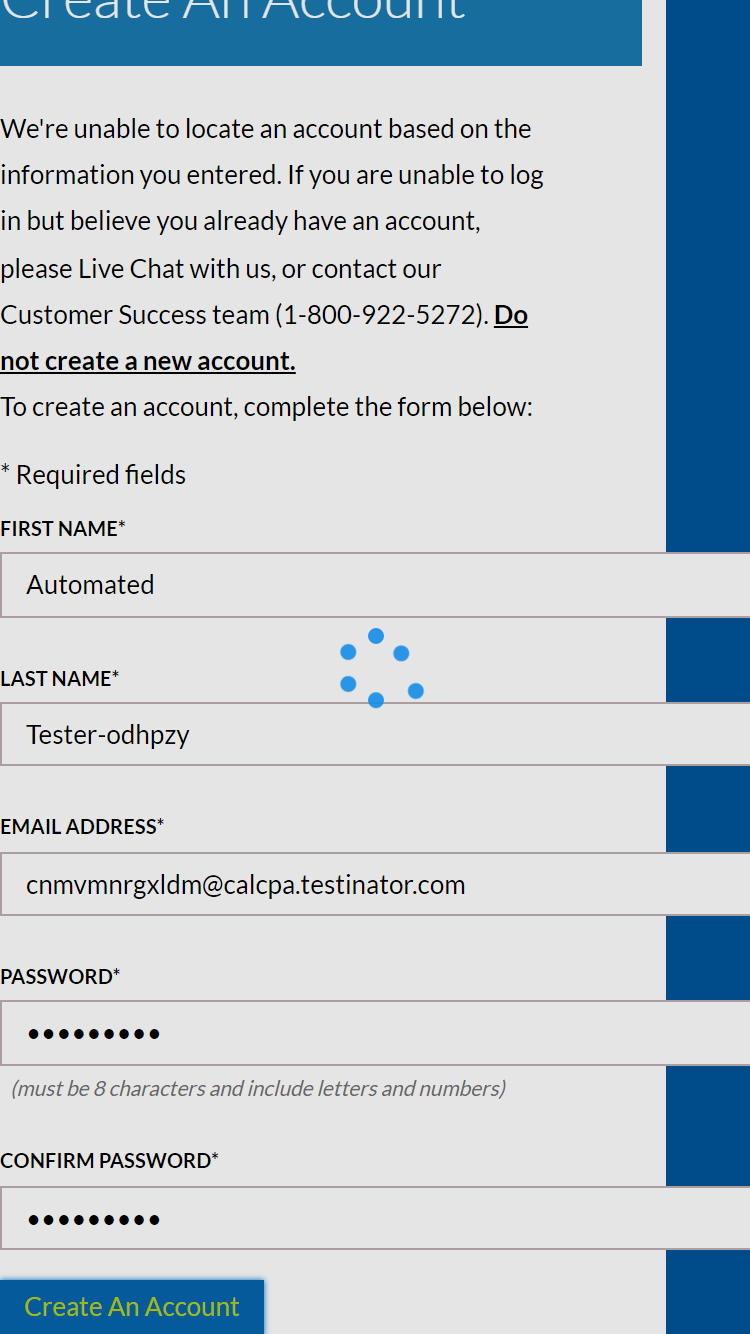 Create An Account
We're unable to locate an account based on the
information you entered. If you are unable to log
in but believe you already have an account,
please Live Chat with us, or contact our
Customer Success team (1-800-922-5272). Do
not create a new account.
To create an account, complete the form below:
* Required fields
FIRST NAME*
Automated
LAST NAME*
Tester-odhpzy
EMAIL ADDRESS*
cnmvmnrgxldm@calcpa.testinator.com
PASSWORD*
•••••••••
(must be 8 characters and include letters and numbers)
CONFIRM PASSWORD*
•••••••••
Create An Account